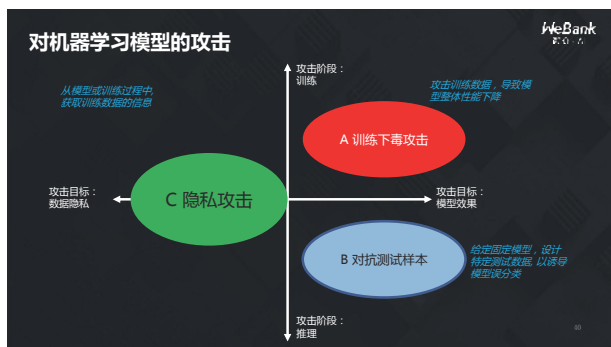 对机器学习模型的攻击
WeBank
微众银行
攻击阶段：
训练
从模型或训练过程中,
获取训练数据的信息
攻击训练数据，导致模
型整体性能下降
A 训练下毒攻击
攻击目标：
数据隐私
C 隐私攻击
攻击目标：
模型效果
B 对抗测试样本
给定固定模型，设计
特定测试数据, 以诱导
模型误分类
攻击阶段：
推理
40